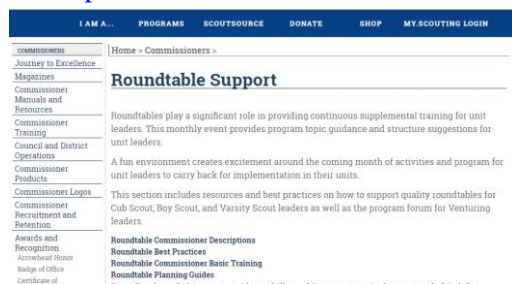 I AM A... PROGRAMS SCOUTSOURCE DONATE SHOP MY.SCOUTING LOGIN
COMMISSIONERS
Journey to Excellence
Magazines
Commissioner
Manuals and
Resources
Commissioner
Training
Council and District
Operations
Commissioner
Products
Commissioner Logos
Commissioner
Recruitment and
Retention
Awards and
Recognition
Arrowhead Honor
Badge of Office
Certificate of
Home > Commissioners >
Roundtable Support
Roundtables play a significant role in providing continuous supplemental training for unit
leaders. This monthly event provides program topic guidance and structure suggestions for
unit leaders.
A fun environment creates excitement around the coming month of activities and program for
unit leaders to carry back for implementation in their units.
This section includes resources and best practices on how to support quality roundtables for
Cub Scout, Boy Scout, and Varsity Scout leaders as well as the program forum for Venturing
leaders.
Roundtable Commissioner Descriptions
Roundtable Best Practices
Roundtable Commissioner Basic Training
Roundtable Planning Guides